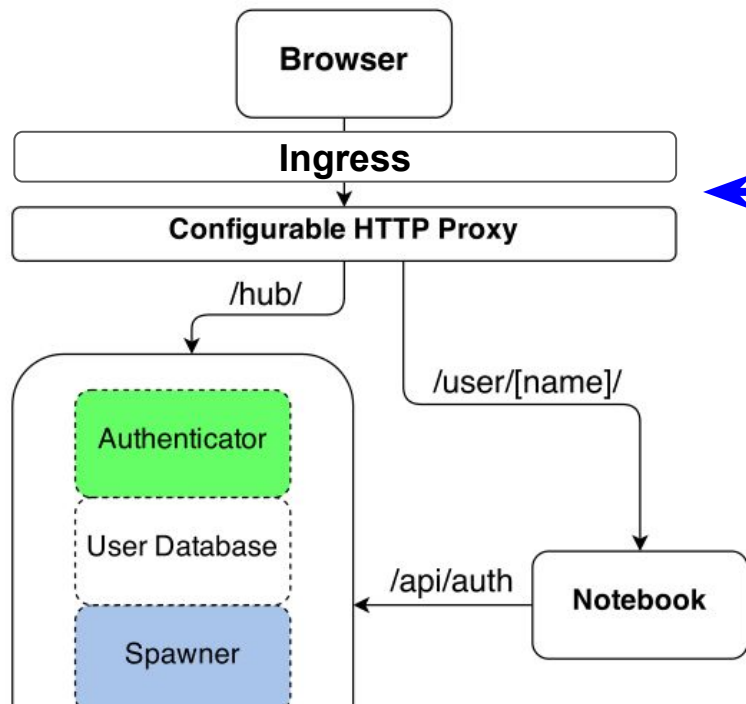 Browser
Ingress
Configurable HTTP Proxy
/hub/
/user/[name]/
Authenticator
User Database
/api/auth
Notebook
Spawner